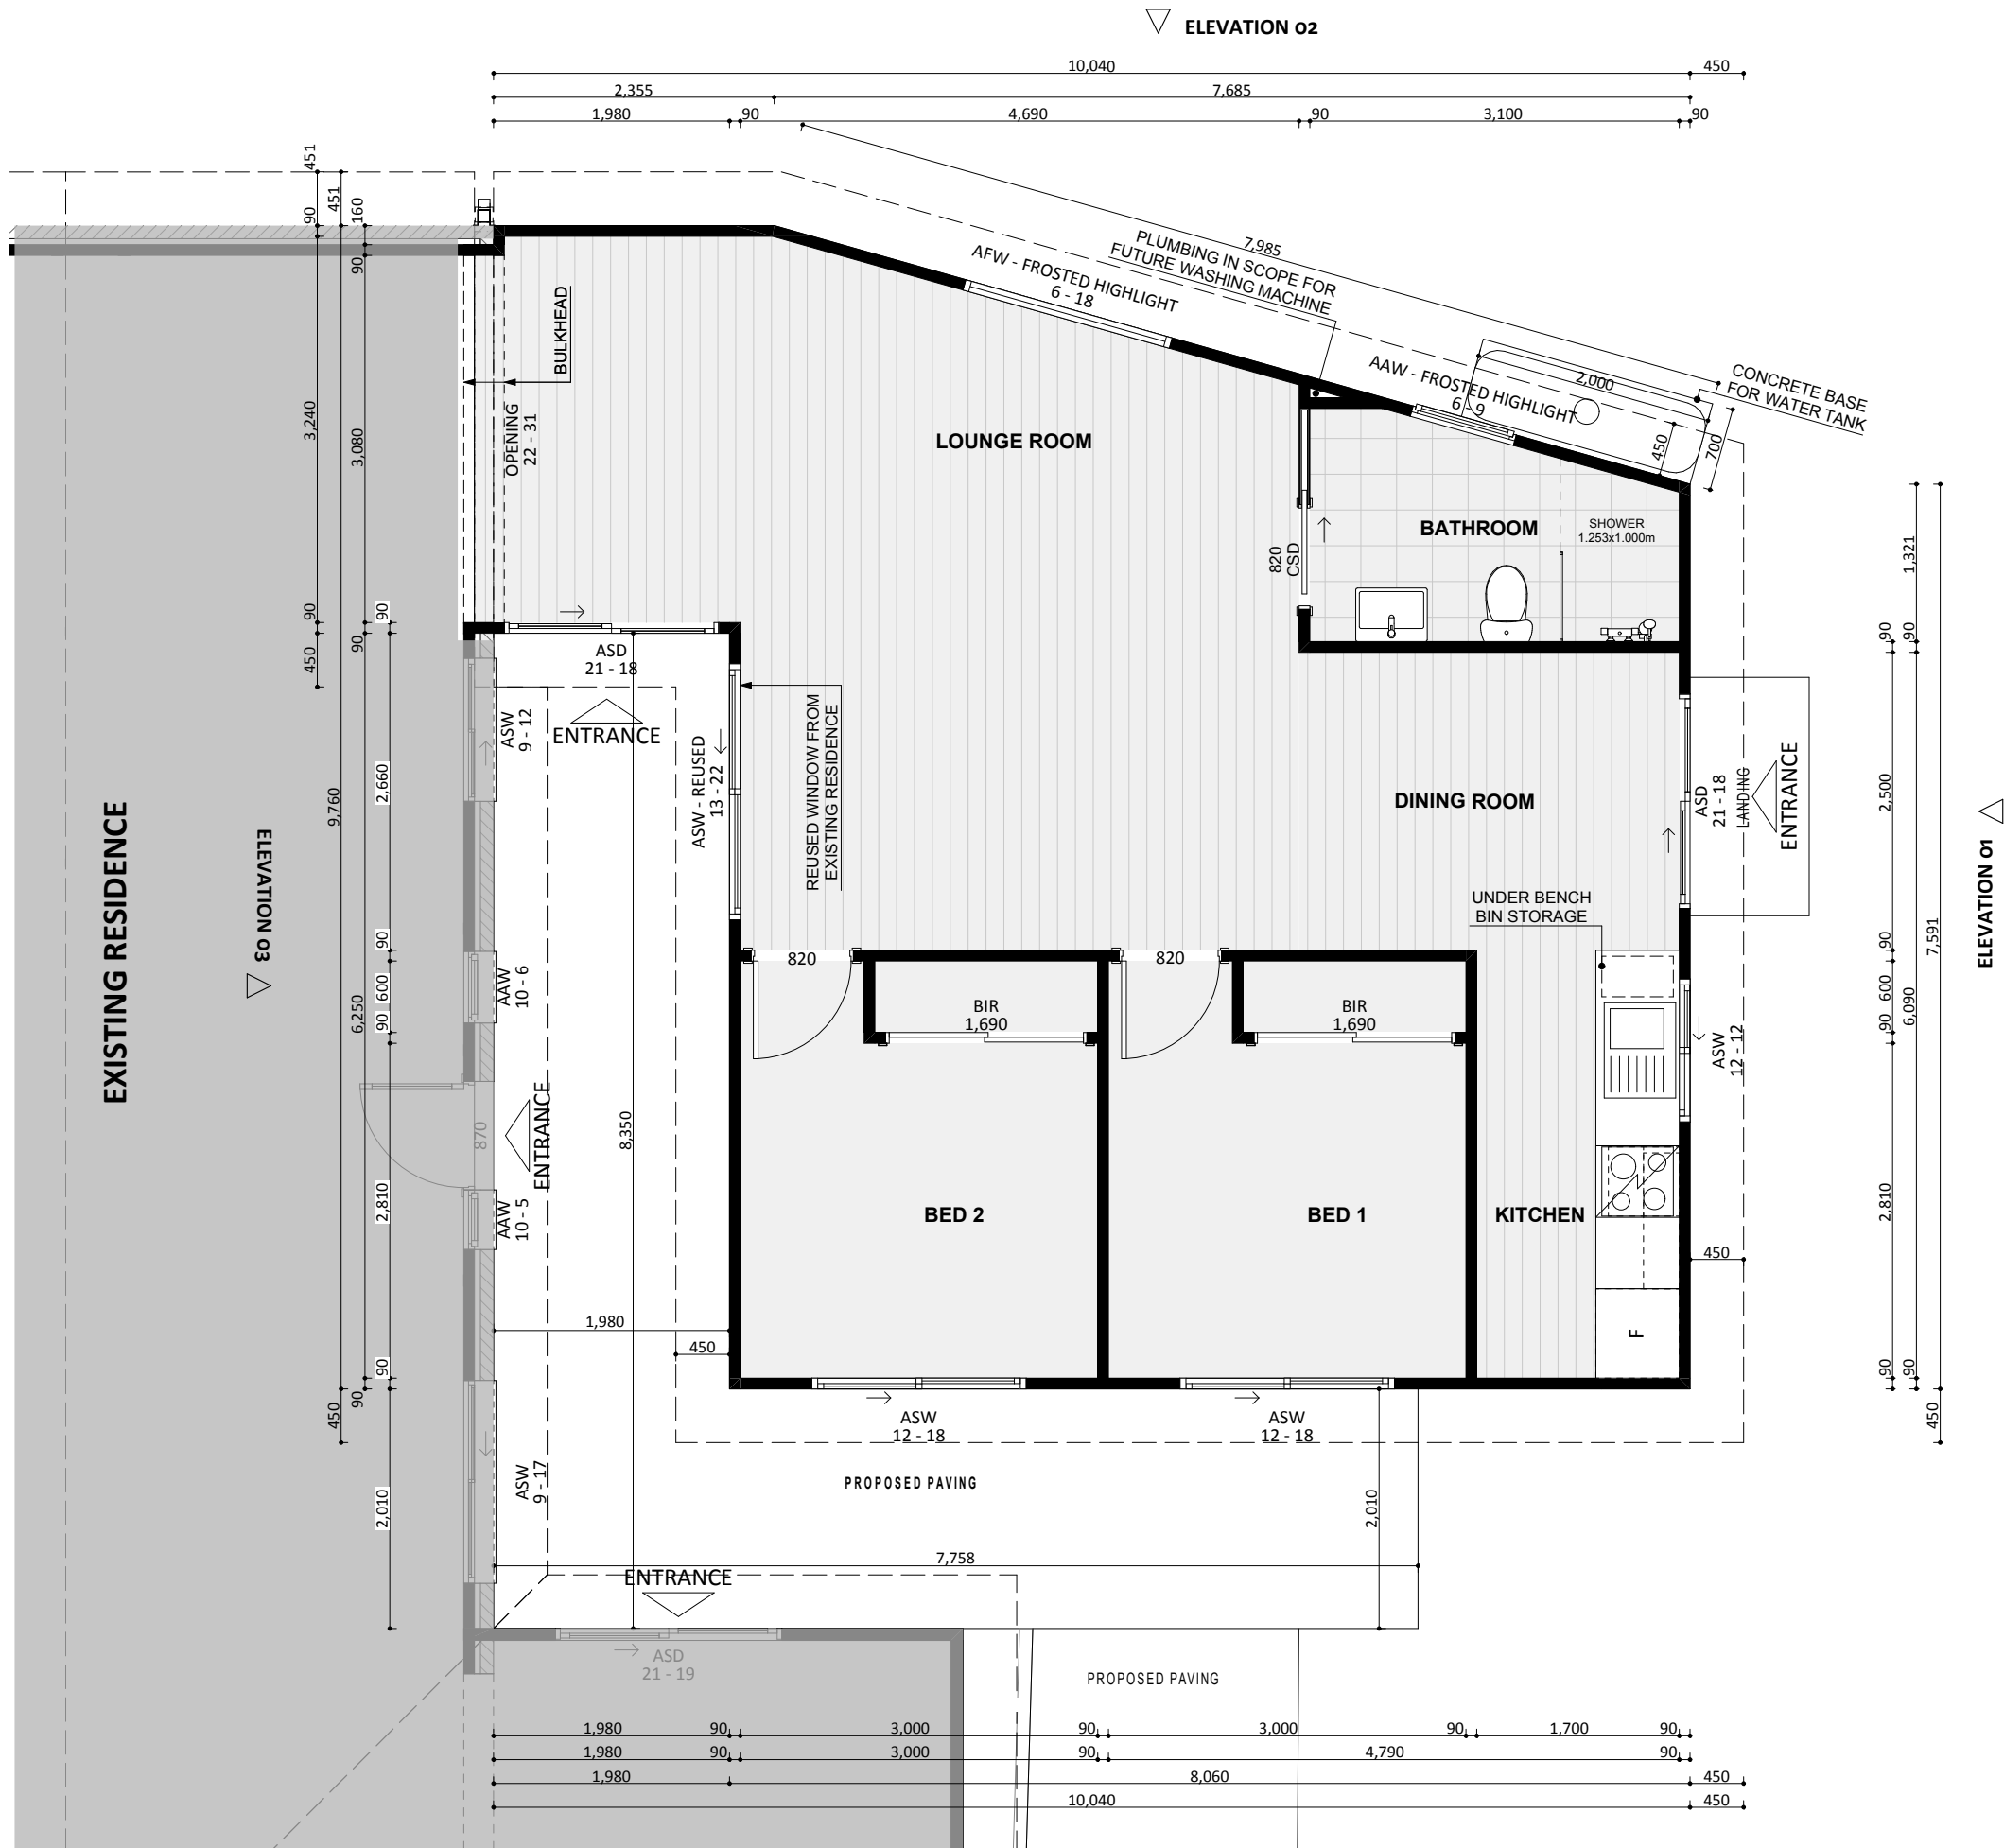 ELEVATION 02
10,040
450
2,355
7,685
1,980
90
4,690
90
3,100
90
451
451
90
160
90
3,240
3,080
90
90
450
90
7,985
PLUMBING IN SCOPE FOR
FUTURE WASHING MACHINE
AFW - FROSTED HIGHLIGHT
6 - 18
AAW - FROSTED HIGHLIGHT
6 - 9
2,000
CONCRETE BASE
FOR WATER TANK
450
700
BULKHEAD
OPENING
22 - 31
LOUNGE ROOM
BATHROOM
SHOWER
1.253x1.000m
820
CSD
1,321
90
90
ASD
21 - 18
ENTRANCE
ASW
9 - 12
ASW - REUSED
13 - 22
REUSED WINDOW FROM
EXISTING RESIDENCE
DINING ROOM
ASD
21 - 18
LANDING
ENTRANCE
2,500
7,591
6,090
ELEVATION 01
EXISTING RESIDENCE
ELEVATION 03
9,760
2,660
90
600
90
6,250
UNDER BENCH
BIN STORAGE
820
820
BIR
1,690
BIR
1,690
90
600
90
AAW
10 - 6
ASW
12 - 12
870
ENTRANCE
8,350
AAW
10 - 5
2,810
BED 2
BED 1
KITCHEN
2,810
450
F
1,980
450
90
90
450
90
90
450
ASW
12 - 18
ASW
12 - 18
ASW
9 - 17
2,010
PROPOSED PAVING
2,010
7,758
ENTRANCE
ASD
21 - 19
PROPOSED PAVING
1,980
90
3,000
90
3,000
90
1,700
90
1,980
90
3,000
90
4,790
90
1,980
8,060
450
10,040
450